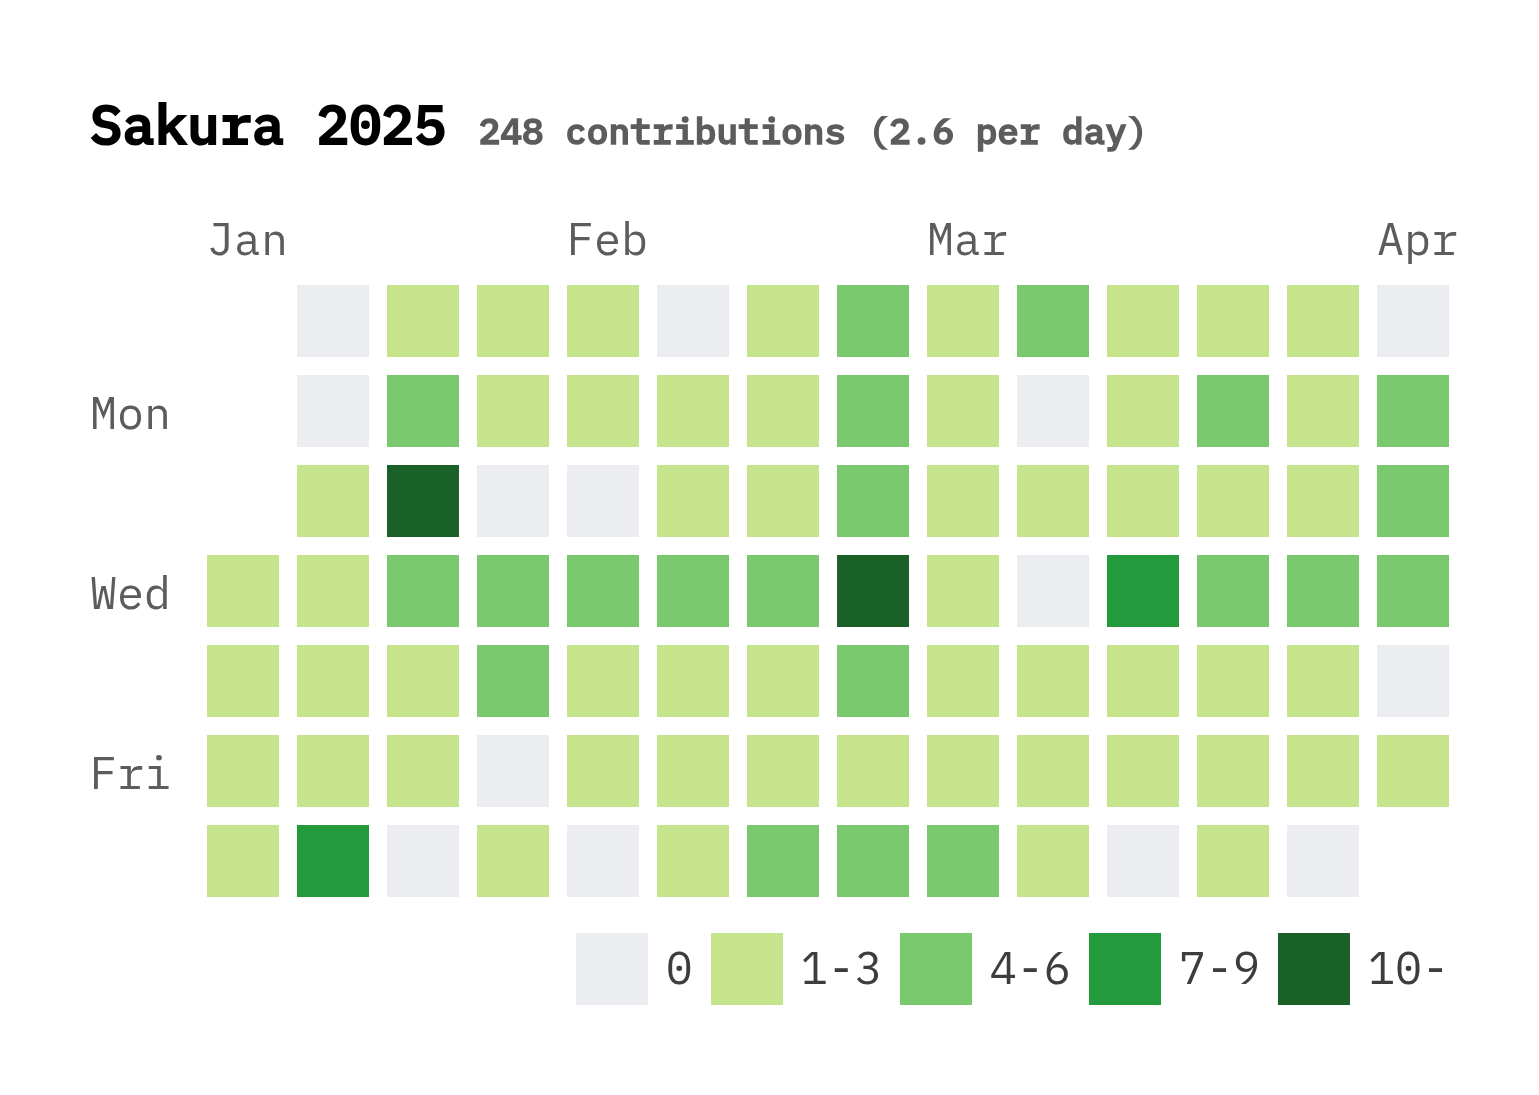 Sakura 2025 248 contributions (2.6 per day)
Jan Feb Mar Apr
Mon
Wed
Fri
0 1-3 4-6 7-9 10-